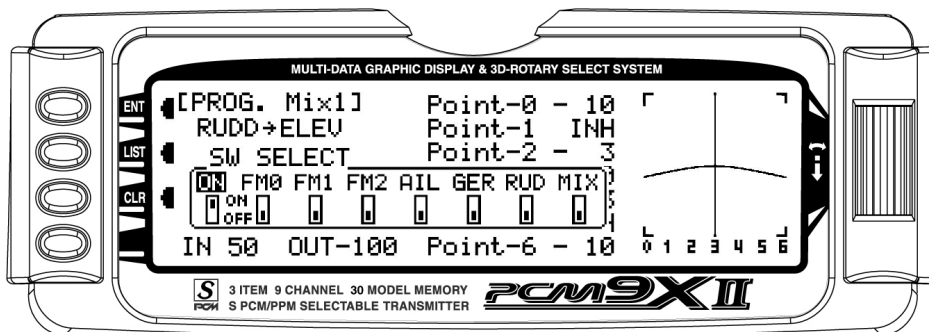 MULTI-DATA GRAPHIC DISPLAY & 3D-ROTARY SELECT SYSTEM
ENT
LIST
CLR
[PROG. Mix1]
RUDD→ELEV
SW SELECT
ON FM0 FM1 FM2 AIL GER RUD MIX
ON
OFF
IN 50 OUT-100
Point-0 - 10
Point-1 INH
Point-2 - 3
Point-6 - 10
0 1 2 3 4 5 6
S PCM
3 ITEM 9 CHANNEL 30 MODEL MEMORY
S PCM/PPM SELECTABLE TRANSMITTER
PCM9X II